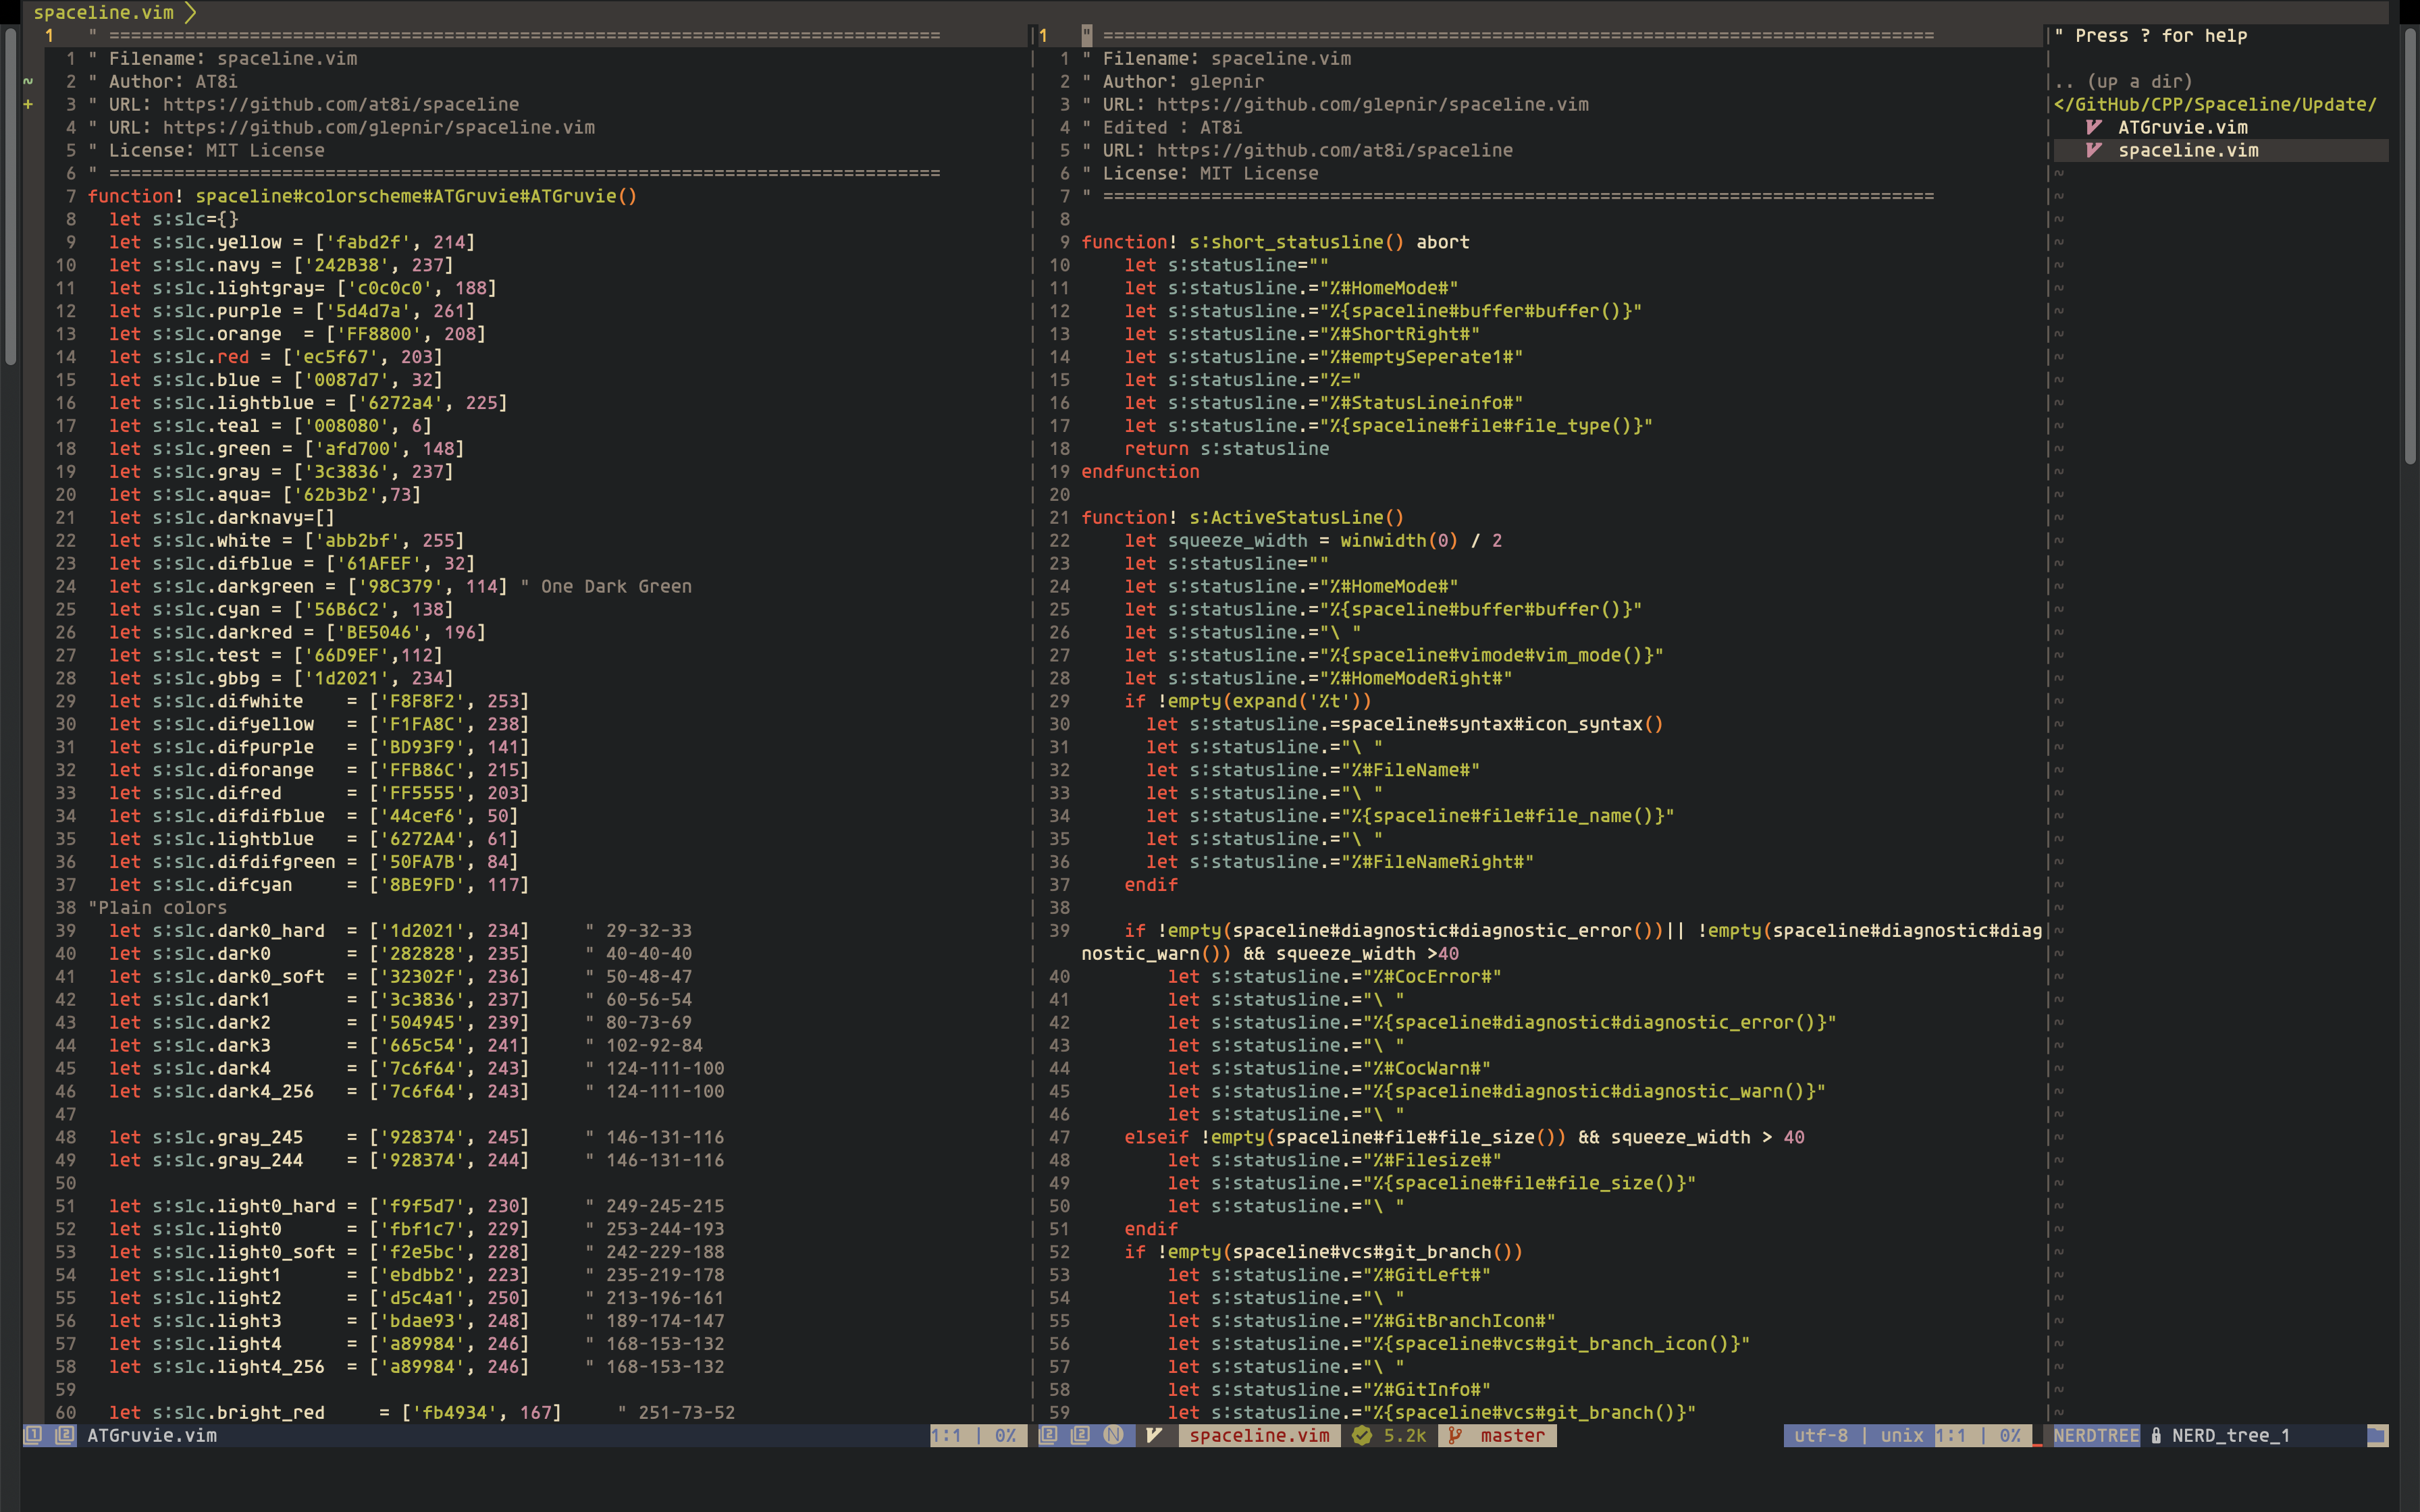 spaceline.vim
1 " =============================================================================
1 " Filename: spaceline.vim
~ 2 " Author: AT8i
+ 3 " URL: https://github.com/at8i/spaceline
4 " URL: https://github.com/glepnir/spaceline.vim
5 " License: MIT License
6 " =============================================================================
7 function! spaceline#colorscheme#ATGruvie#ATGruvie()
8   let s:slc={}
9   let s:slc.yellow = ['fabd2f', 214]
10   let s:slc.navy = ['242B38', 237]
11   let s:slc.lightgray= ['c0c0c0', 188]
12   let s:slc.purple = ['5d4d7a', 261]
13   let s:slc.orange  = ['FF8800', 208]
14   let s:slc.red = ['ec5f67', 203]
15   let s:slc.blue = ['0087d7', 32]
16   let s:slc.lightblue = ['6272a4', 225]
17   let s:slc.teal = ['008080', 6]
18   let s:slc.green = ['afd700', 148]
19   let s:slc.gray = ['3c3836', 237]
20   let s:slc.aqua= ['62b3b2',73]
21   let s:slc.darknavy=[]
22   let s:slc.white = ['abb2bf', 255]
23   let s:slc.difblue = ['61AFEF', 32]
24   let s:slc.darkgreen = ['98C379', 114] " One Dark Green
25   let s:slc.cyan = ['56B6C2', 138]
26   let s:slc.darkred = ['BE5046', 196]
27   let s:slc.test = ['66D9EF',112]
28   let s:slc.gbbg = ['1d2021', 234]
29   let s:slc.difwhite    = ['F8F8F2', 253]
30   let s:slc.difyellow   = ['F1FA8C', 238]
31   let s:slc.difpurple   = ['BD93F9', 141]
32   let s:slc.diforange   = ['FFB86C', 215]
33   let s:slc.difred      = ['FF5555', 203]
34   let s:slc.difdifblue  = ['44cef6', 50]
35   let s:slc.lightblue   = ['6272A4', 61]
36   let s:slc.difdifgreen = ['50FA7B', 84]
37   let s:slc.difcyan     = ['8BE9FD', 117]
38 "Plain colors
39   let s:slc.dark0_hard  = ['1d2021', 234]     " 29-32-33
40   let s:slc.dark0       = ['282828', 235]     " 40-40-40
41   let s:slc.dark0_soft  = ['32302f', 236]     " 50-48-47
42   let s:slc.dark1       = ['3c3836', 237]     " 60-56-54
43   let s:slc.dark2       = ['504945', 239]     " 80-73-69
44   let s:slc.dark3       = ['665c54', 241]     " 102-92-84
45   let s:slc.dark4       = ['7c6f64', 243]     " 124-111-100
46   let s:slc.dark4_256   = ['7c6f64', 243]     " 124-111-100
47
48   let s:slc.gray_245    = ['928374', 245]     " 146-131-116
49   let s:slc.gray_244    = ['928374', 244]     " 146-131-116
50
51   let s:slc.light0_hard = ['f9f5d7', 230]     " 249-245-215
52   let s:slc.light0      = ['fbf1c7', 229]     " 253-244-193
53   let s:slc.light0_soft = ['f2e5bc', 228]     " 242-229-188
54   let s:slc.light1      = ['ebdbb2', 223]     " 235-219-178
55   let s:slc.light2      = ['d5c4a1', 250]     " 213-196-161
56   let s:slc.light3      = ['bdae93', 248]     " 189-174-147
57   let s:slc.light4      = ['a89984', 246]     " 168-153-132
58   let s:slc.light4_256  = ['a89984', 246]     " 168-153-132
59
60   let s:slc.bright_red     = ['fb4934', 167]     " 251-73-52
1 2 ATGruvie.vim 1:1 | 0%
1 " =============================================================================
1 " Filename: spaceline.vim
2 " Author: glepnir
3 " URL: https://github.com/glepnir/spaceline.vim
4 " Edited : AT8i
5 " URL: https://github.com/at8i/spaceline
6 " License: MIT License
7 " =============================================================================
8
9 function! s:short_statusline() abort
10     let s:statusline=""
11     let s:statusline.="%#HomeMode#"
12     let s:statusline.="%{spaceline#buffer#buffer()}"
13     let s:statusline.="%#ShortRight#"
14     let s:statusline.="%#emptySeperate1#"
15     let s:statusline.="%="
16     let s:statusline.="%#StatusLineinfo#"
17     let s:statusline.="%{spaceline#file#file_type()}"
18     return s:statusline
19 endfunction
20
21 function! s:ActiveStatusLine()
22     let squeeze_width = winwidth(0) / 2
23     let s:statusline=""
24     let s:statusline.="%#HomeMode#"
25     let s:statusline.="%{spaceline#buffer#buffer()}"
26     let s:statusline.="\ "
27     let s:statusline.="%{spaceline#vimode#vim_mode()}"
28     let s:statusline.="%#HomeModeRight#"
29     if !empty(expand('%t'))
30       let s:statusline.=spaceline#syntax#icon_syntax()
31       let s:statusline.="\ "
32       let s:statusline.="%#FileName#"
33       let s:statusline.="\ "
34       let s:statusline.="%{spaceline#file#file_name()}"
35       let s:statusline.="\ "
36       let s:statusline.="%#FileNameRight#"
37     endif
38
39     if !empty(spaceline#diagnostic#diagnostic_error())|| !empty(spaceline#diagnostic#diag
nostic_warn()) && squeeze_width >40
40         let s:statusline.="%#CocError#"
41         let s:statusline.="\ "
42         let s:statusline.="%{spaceline#diagnostic#diagnostic_error()}"
43         let s:statusline.="\ "
44         let s:statusline.="%#CocWarn#"
45         let s:statusline.="%{spaceline#diagnostic#diagnostic_warn()}"
46         let s:statusline.="\ "
47     elseif !empty(spaceline#file#file_size()) && squeeze_width > 40
48         let s:statusline.="%#Filesize#"
49         let s:statusline.="%{spaceline#file#file_size()}"
50         let s:statusline.="\ "
51     endif
52     if !empty(spaceline#vcs#git_branch())
53         let s:statusline.="%#GitLeft#"
54         let s:statusline.="\ "
55         let s:statusline.="%#GitBranchIcon#"
56         let s:statusline.="%{spaceline#vcs#git_branch_icon()}"
57         let s:statusline.="\ "
58         let s:statusline.="%#GitInfo#"
59         let s:statusline.="%{spaceline#vcs#git_branch()}"
2 2 N spaceline.vim 5.2k master utf-8 | unix 1:1 | 0%
" Press ? for help
.. (up a dir)
</GitHub/CPP/Spaceline/Update/
ATGruvie.vim
spaceline.vim
NERDTREE NERD_tree_1